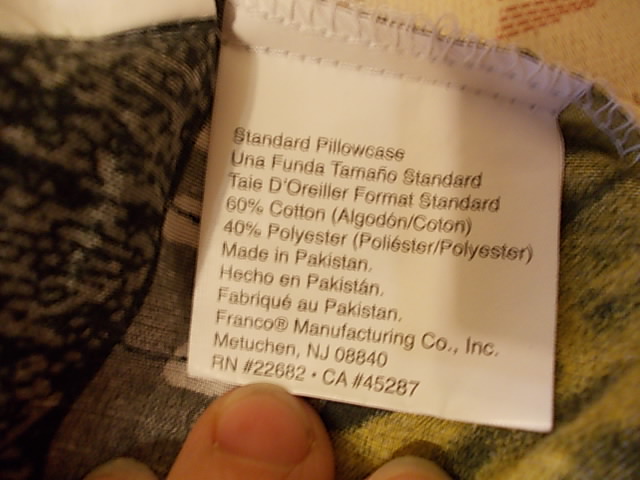 Standard Pillowcase
Una Funda Tamaño Standard
Taie D'Oreiller Format Standard
60% Cotton (Algodón/Coton)
40% Polyester (Poliéster/Polyester)
Made in Pakistan.
Hecho en Pakistán.
Fabriqué au Pakistan.
Franco® Manufacturing Co., Inc.
Metuchen, NJ 08840
RN #22682 • CA #45287